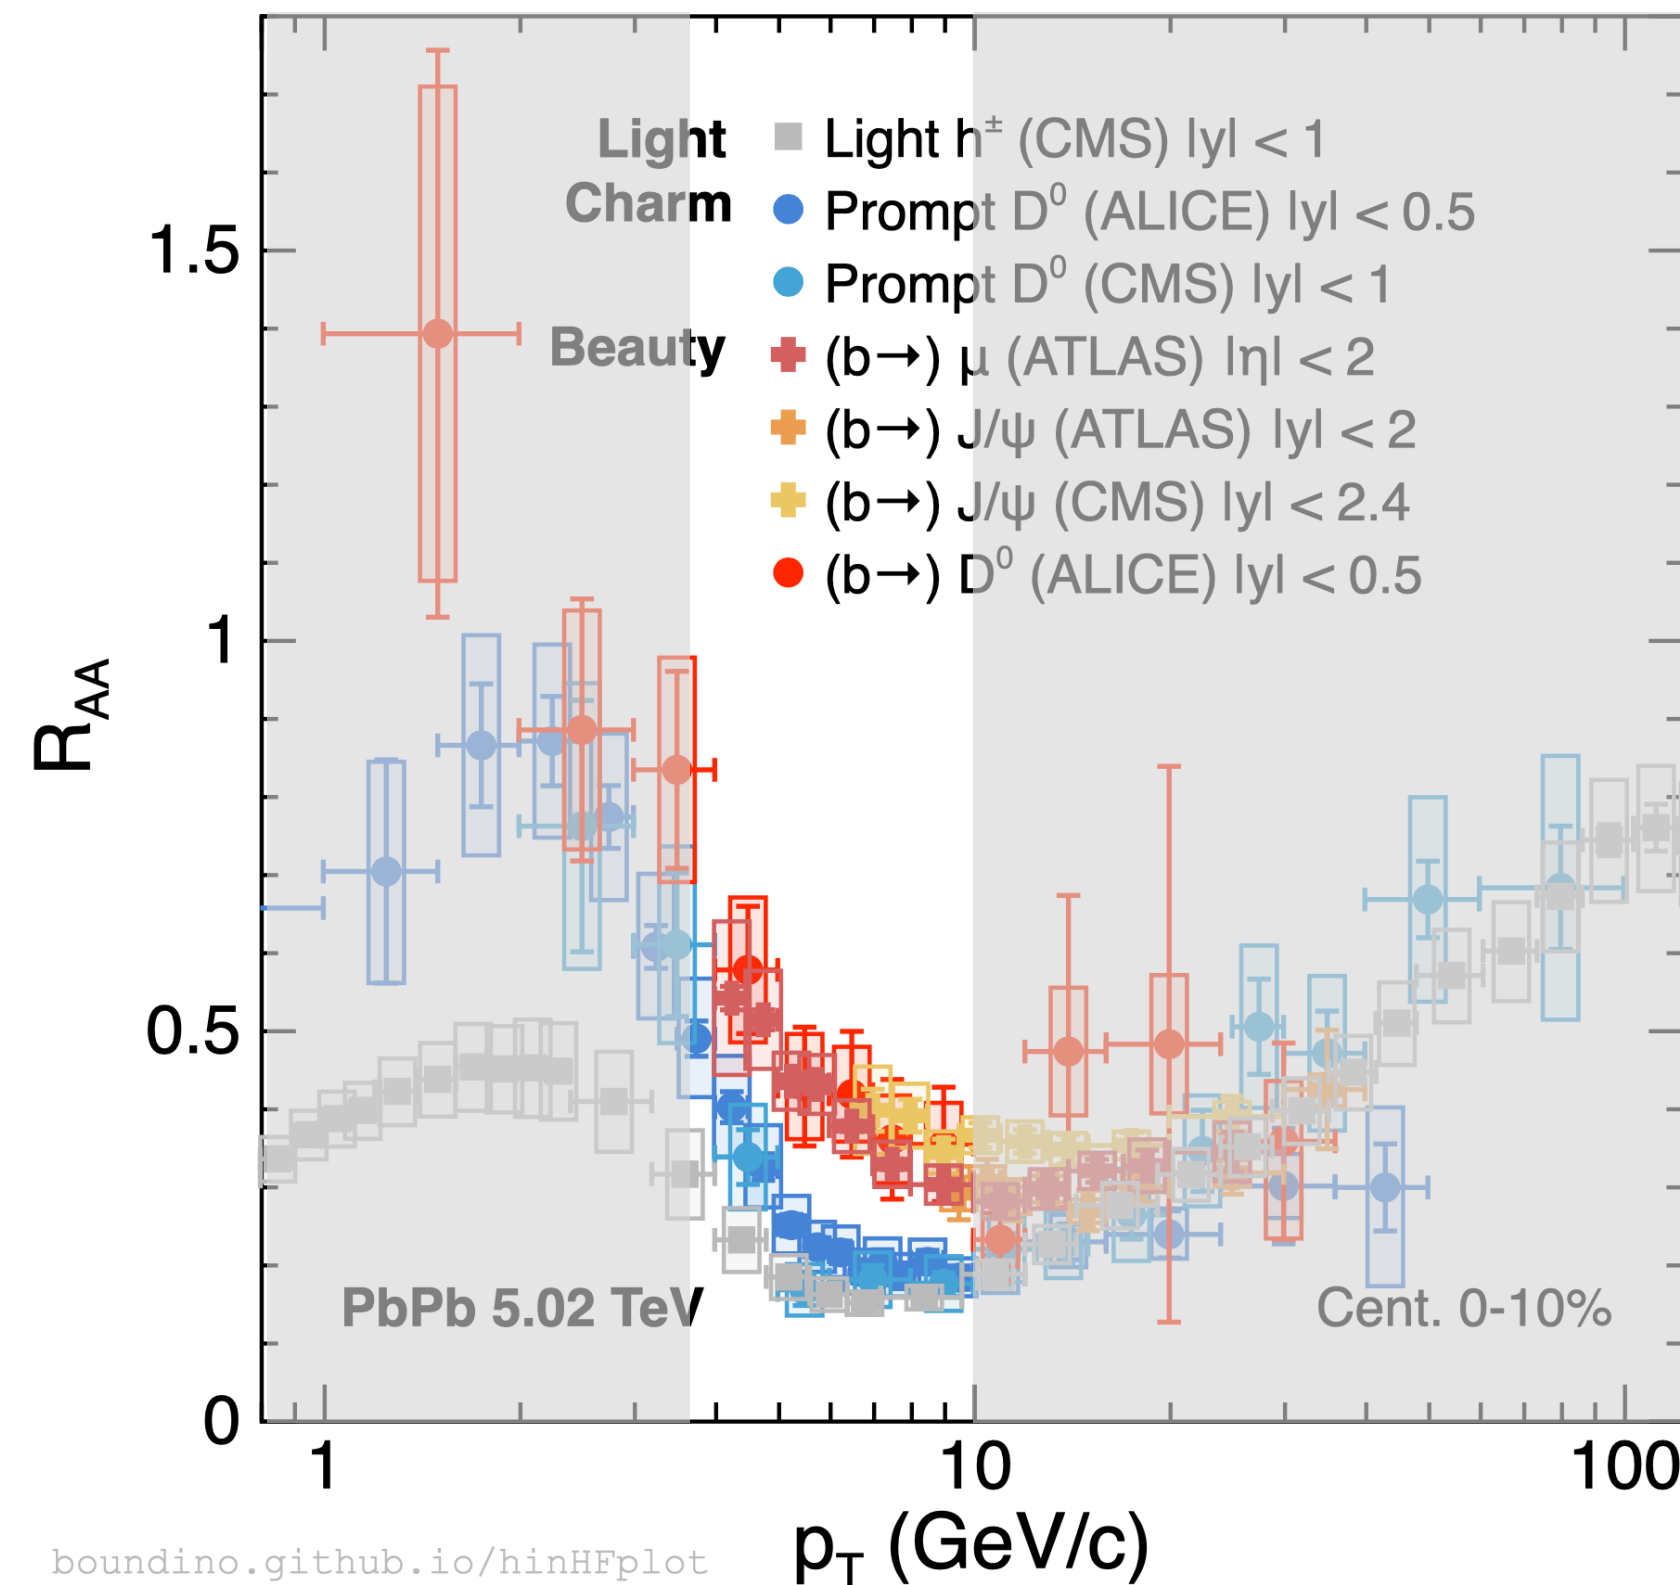 Light Light h± (CMS) |y| < 1
Charm Prompt D⁰ (ALICE) |y| < 0.5
Prompt D⁰ (CMS) |y| < 1
Beauty (b→) μ (ATLAS) |η| < 2
(b→) J/ψ (ATLAS) |y| < 2
(b→) J/ψ (CMS) |y| < 2.4
(b→) D⁰ (ALICE) |y| < 0.5
1.5
1
0.5
0
R_AA
PbPb 5.02 TeV
Cent. 0-10%
1 10 100
p_T (GeV/c)
boundino.github.io/hinHFplot